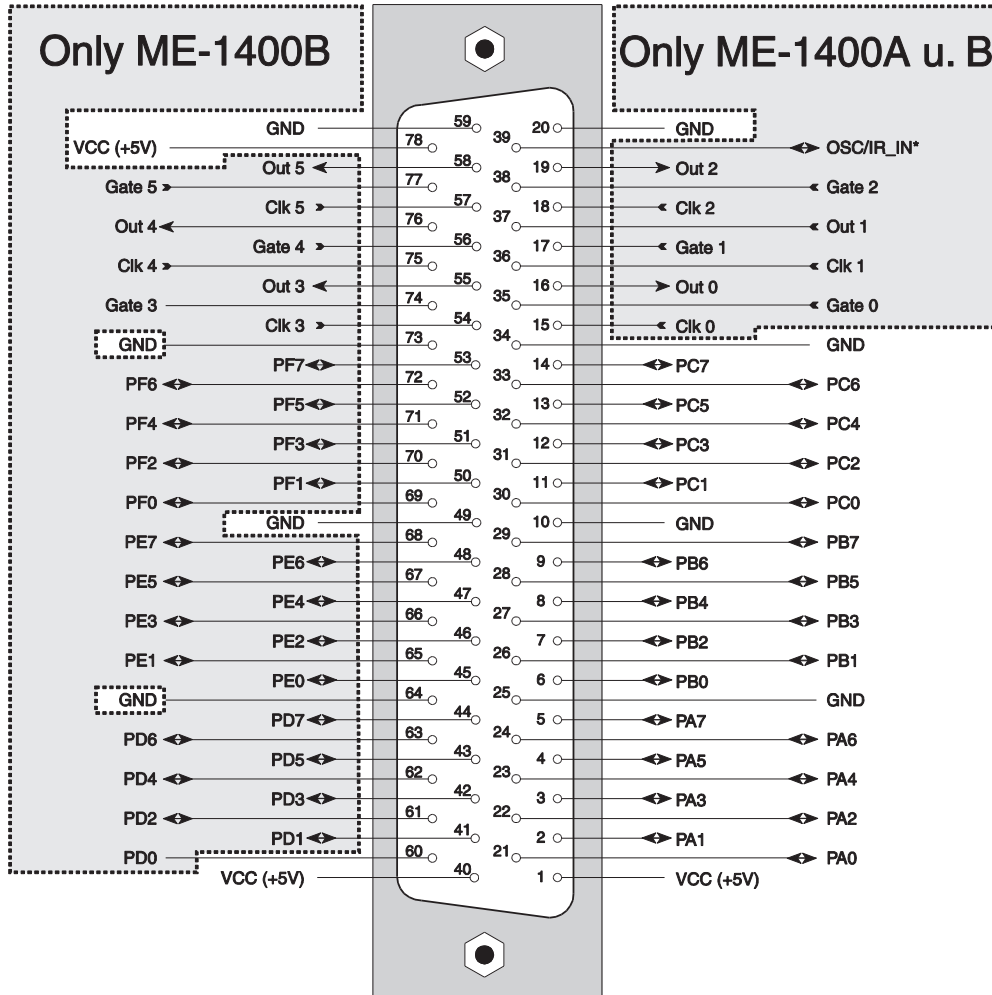 Only ME-1400B
Only ME-1400A u. B
GND 59 20 GND
VCC (+5V) 78 39 OSC/IR_IN*
Out 5 58 19 Out 2
Gate 5 77 38 Gate 2
Clk 5 57 18 Clk 2
Out 4 76 37 Out 1
Gate 4 56 17 Gate 1
Clk 4 75 36 Clk 1
Out 3 55 16 Out 0
Gate 3 74 35 Gate 0
Clk 3 54 15 Clk 0
GND 73 34 GND
PF7 53 14 PC7
PF6 72 33 PC6
PF5 52 13 PC5
PF4 71 32 PC4
PF3 51 12 PC3
PF2 70 31 PC2
PF1 50 11 PC1
PF0 69 30 PC0
GND 49 10 GND
PE7 68 29 PB7
PE6 48 9 PB6
PE5 67 28 PB5
PE4 47 8 PB4
PE3 66 27 PB3
PE2 46 7 PB2
PE1 65 26 PB1
PE0 45 6 PB0
GND 64 25 GND
PD7 44 5 PA7
PD6 63 24 PA6
PD5 43 4 PA5
PD4 62 23 PA4
PD3 42 3 PA3
PD2 61 22 PA2
PD1 41 2 PA1
PD0 60 21 PA0
VCC (+5V) 40 1 VCC (+5V)